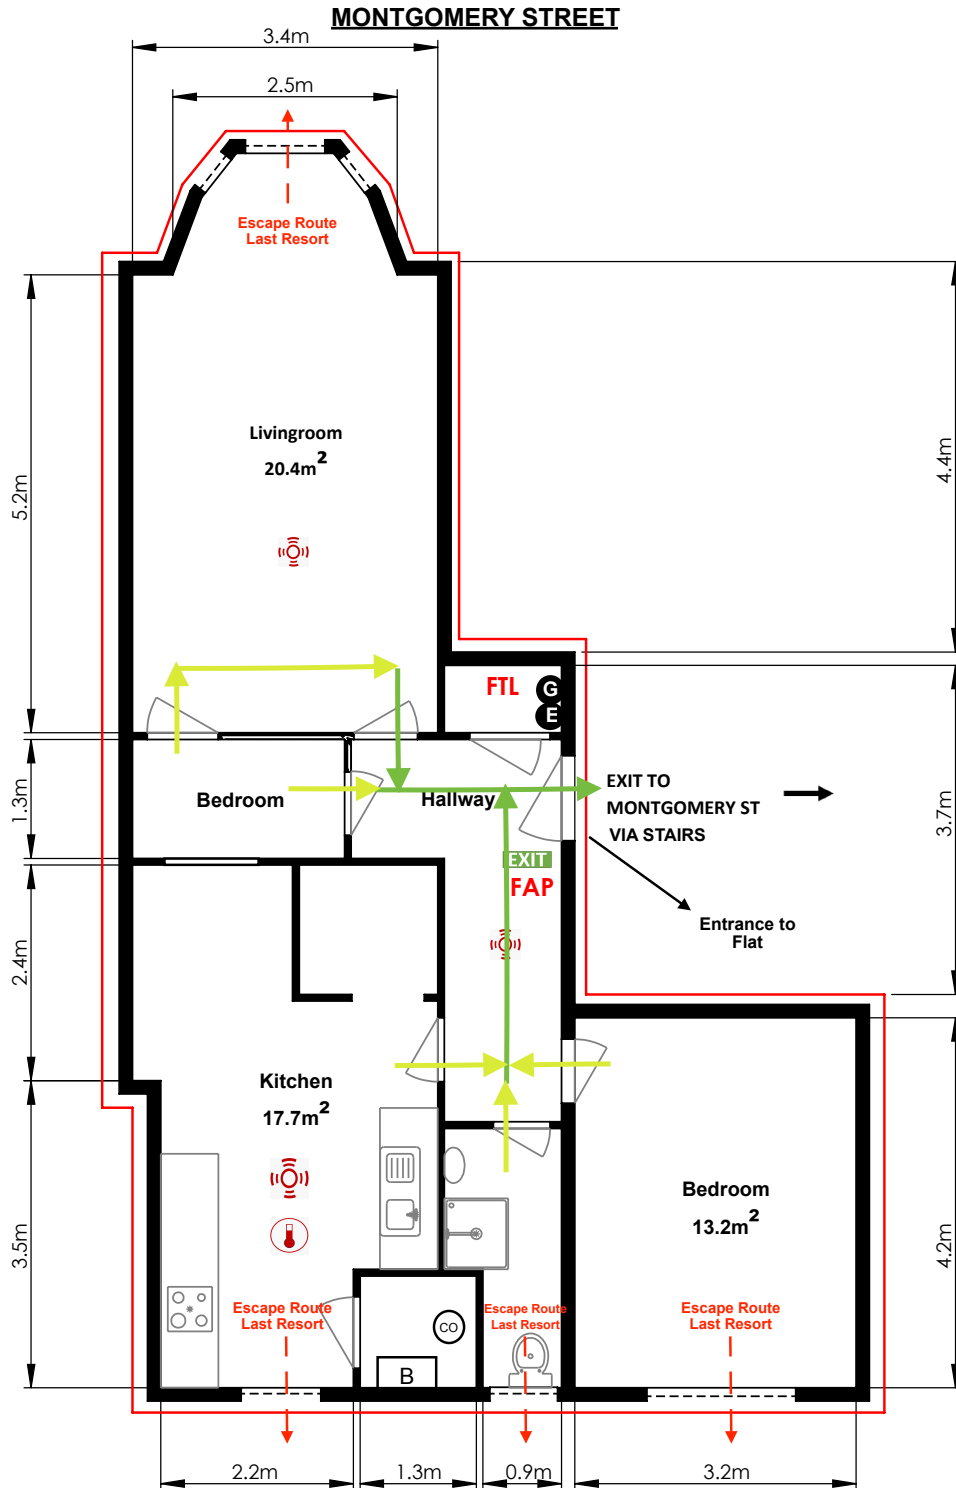 MONTGOMERY STREET
3.4m
2.5m
Escape Route
Last Resort
Livingroom
20.4m²
5.2m
4.4m
FTL
G
E
1.3m
Bedroom
Hallway
EXIT TO
MONTGOMERY ST
VIA STAIRS
3.7m
EXIT
FAP
Entrance to
Flat
2.4m
Kitchen
17.7m²
Bedroom
13.2m²
3.5m
4.2m
Escape Route
Last Resort
CO
B
Escape Route
Last Resort
Escape Route
Last Resort
2.2m
1.3m
0.9m
3.2m